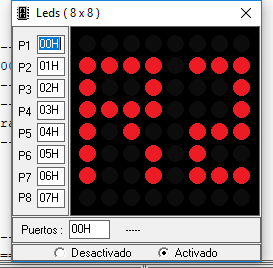 Leds ( 8 x 8 )
P1 00H
P2 01H
P3 02H
P4 03H
P5 04H
P6 05H
P7 06H
P8 07H
Puertos : 00H -----
Desactivado Activado